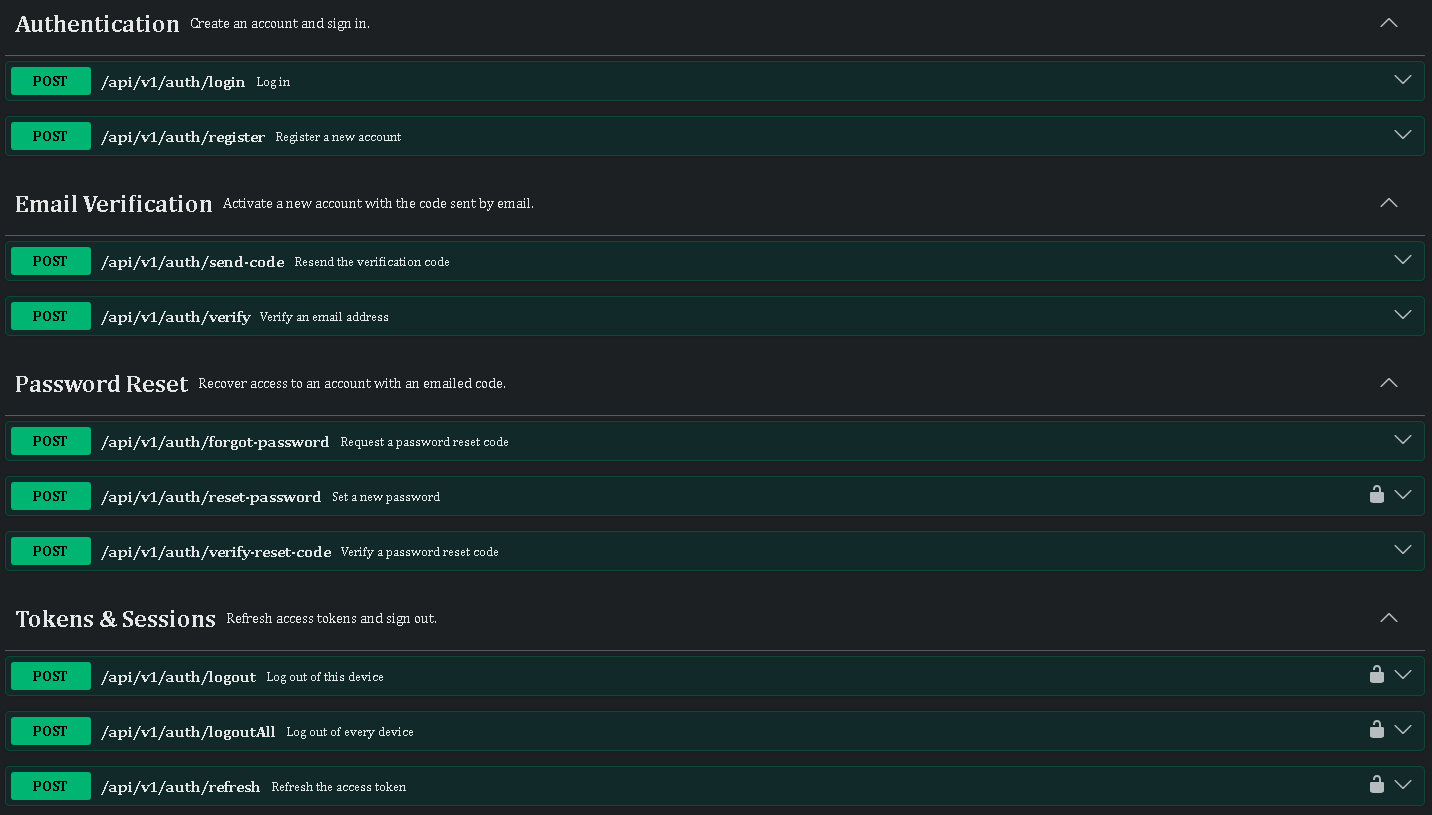 Authentication Create an account and sign in.
POST /api/v1/auth/login Log in
POST /api/v1/auth/register Register a new account
Email Verification Activate a new account with the code sent by email.
POST /api/v1/auth/send-code Resend the verification code
POST /api/v1/auth/verify Verify an email address
Password Reset Recover access to an account with an emailed code.
POST /api/v1/auth/forgot-password Request a password reset code
POST /api/v1/auth/reset-password Set a new password
POST /api/v1/auth/verify-reset-code Verify a password reset code
Tokens & Sessions Refresh access tokens and sign out.
POST /api/v1/auth/logout Log out of this device
POST /api/v1/auth/logoutAll Log out of every device
POST /api/v1/auth/refresh Refresh the access token